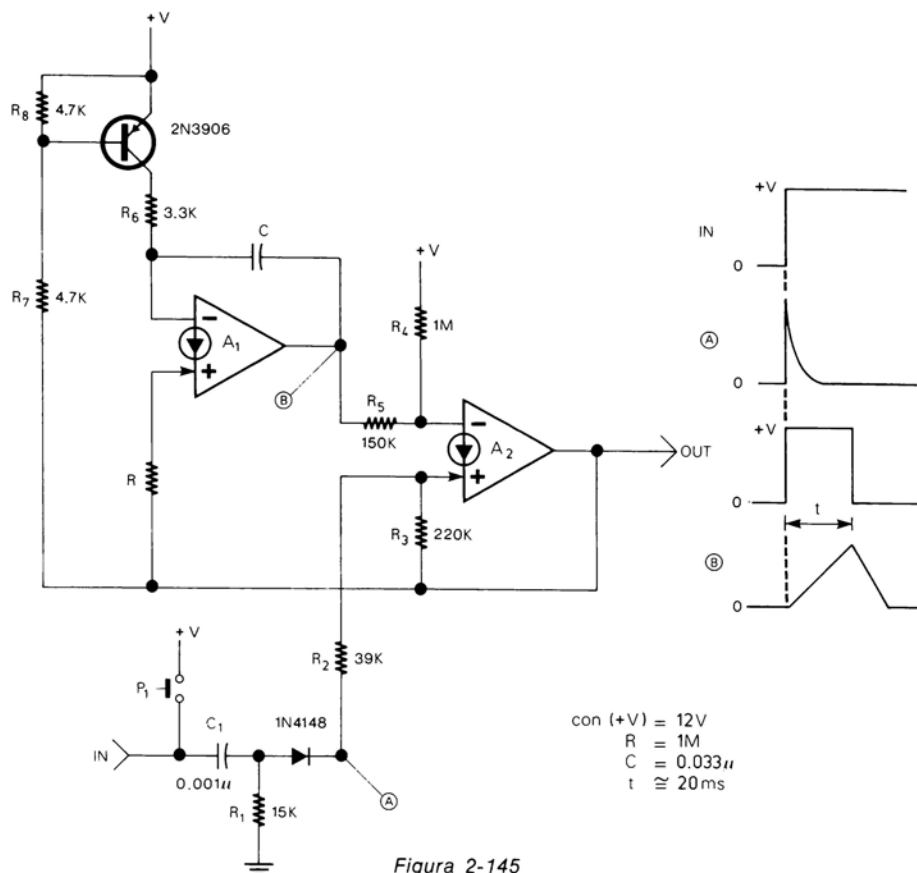 +V
R8 4.7K
2N3906
R6 3.3K
C
R7 4.7K
− A1
+
B
+V
R4 1M
R5 150K
− A2
+
OUT
R
R3 220K
+V
P1
R2 39K
IN
C1 0.001µ
1N4148
A
R1 15K
+V
IN
0
A
0
+V
0
t
B
0
con (+V) = 12V
R = 1M
C = 0.033µ
t ≅ 20ms
Figura 2-145